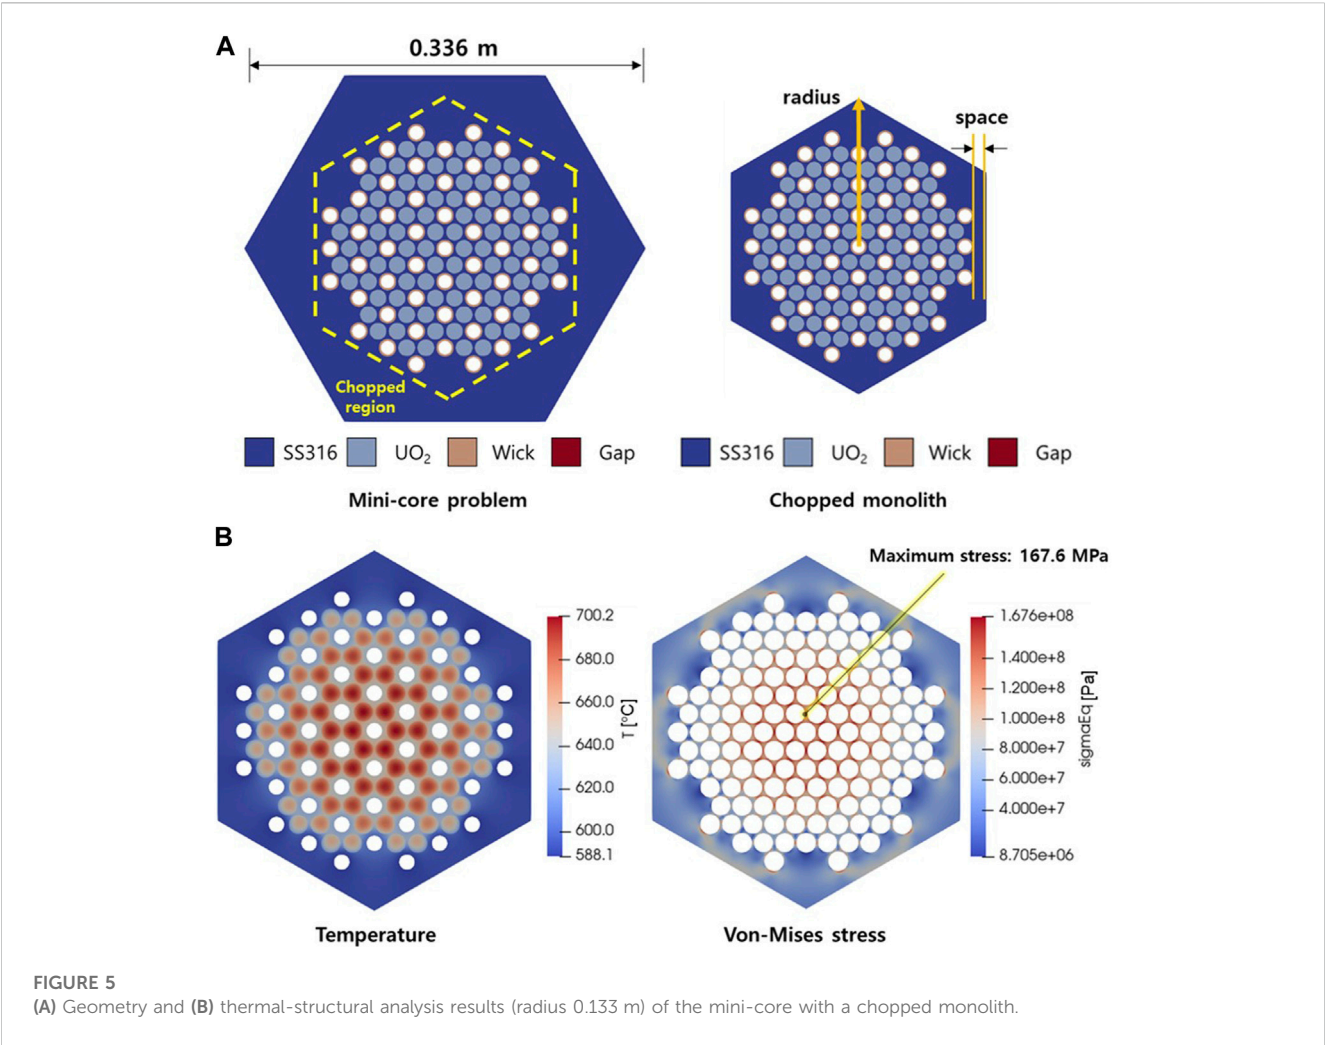 A
0.336 m
radius
space
Chopped
region
SS316 UO₂ Wick Gap
SS316 UO₂ Wick Gap
Mini-core problem
Chopped monolith
B
Maximum stress: 167.6 MPa
700.2
680.0
660.0
640.0
620.0
600.0
588.1
T [°C]
1.676e+08
1.400e+8
1.200e+8
1.000e+8
8.000e+7
6.000e+7
4.000e+7
8.705e+06
sigmaEq [Pa]
Temperature
Von-Mises stress
FIGURE 5
(A) Geometry and (B) thermal-structural analysis results (radius 0.133 m) of the mini-core with a chopped monolith.